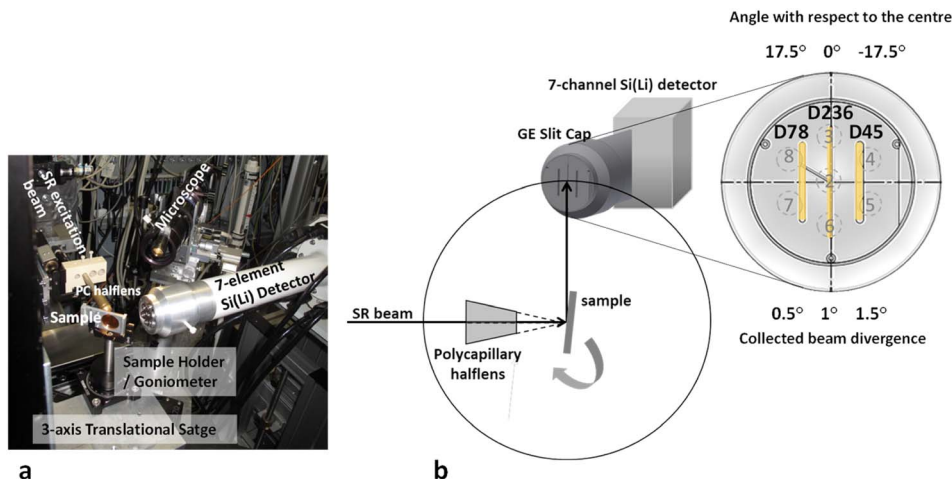 SR excitation
beam
Microscope
PC halflens
7-element
Si(Li) Detector
Sample
Sample Holder
/ Goniometer
3-axis Translational Satge
a
7-channel Si(Li) detector
GE Slit Cap
SR beam
sample
Polycapillary
halflens
b
Angle with respect to the centre
17.5° 0° -17.5°
D236
D78 D45
3
8 4
2
7 5
6
0.5° 1° 1.5°
Collected beam divergence